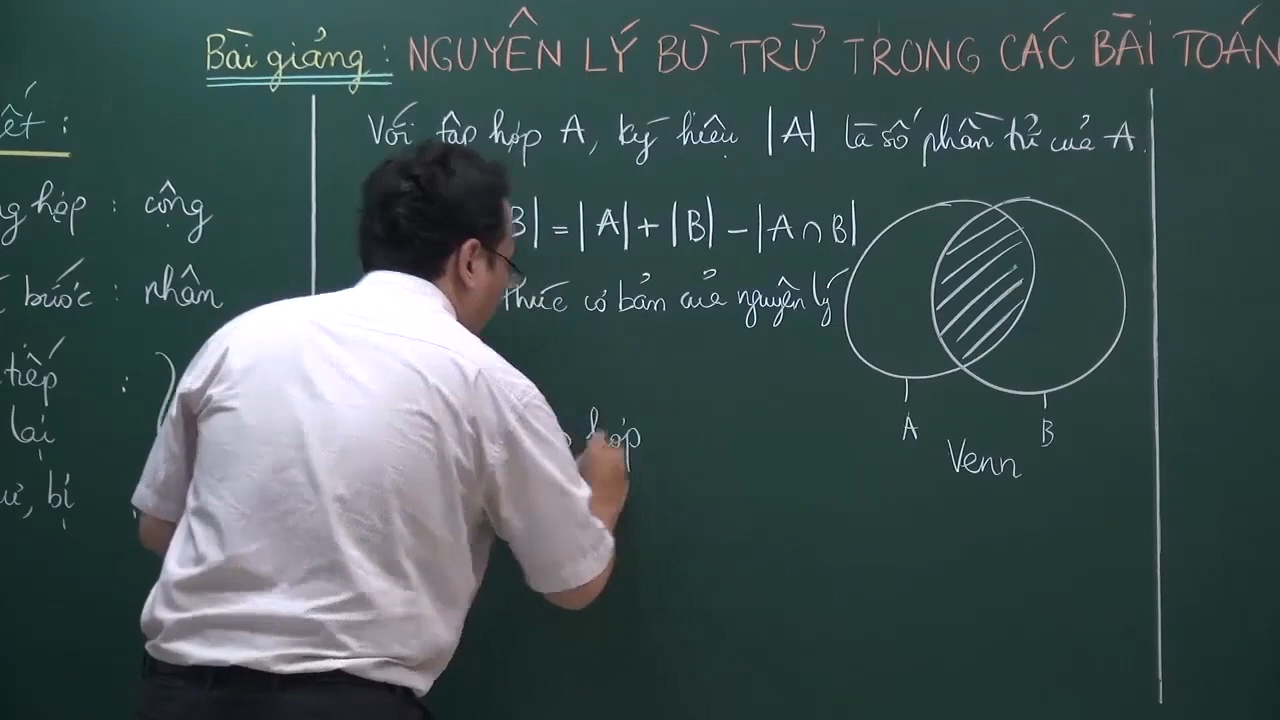 Bài giảng: NGUYÊN LÝ BÙ TRỪ TRONG CÁC BÀI TOÁN
ết:
g hợp: cộng
bước: nhân
tiếp :
lại
ừ, bị
Với tập hợp A, ký hiệu |A| là số phần tử của A.
B| = |A| + |B| - |A ∩ B|
thức cơ bản của nguyên lý
hợp
A
B
Venn